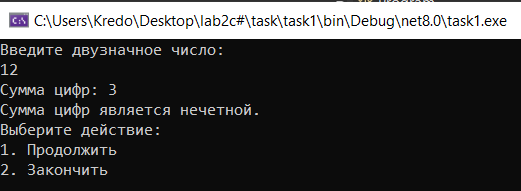 C:\Users\Kredo\Desktop\lab2c#\task\task1\bin\Debug\net8.0\task1.exe
Введите двузначное число:
12
Сумма цифр: 3
Сумма цифр является нечетной.
Выберите действие:
1. Продолжить
2. Закончить